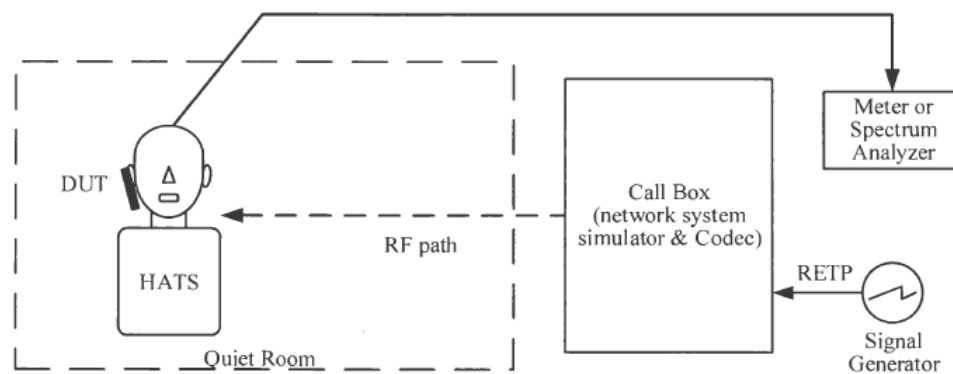 Meter or
Spectrum
Analyzer
DUT
Call Box
(network system
simulator & Codec)
RF path
HATS
RETP
Quiet Room
Signal
Generator